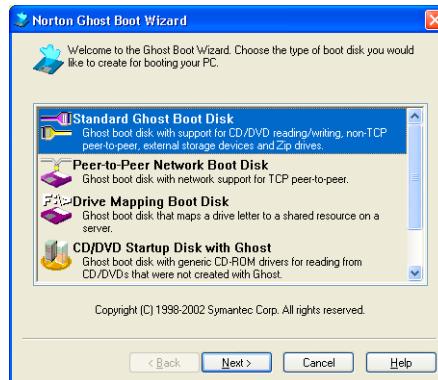 Norton Ghost Boot Wizard
Welcome to the Ghost Boot Wizard. Choose the type of boot disk you would
like to create for booting your PC.
Standard Ghost Boot Disk
Ghost boot disk with support for CD/DVD reading/writing, non-TCP
peer-to-peer, external storage devices and Zip drives.
Peer-to-Peer Network Boot Disk
Ghost boot disk with network support for TCP peer-to-peer.
Drive Mapping Boot Disk
Ghost boot disk that maps a drive letter to a shared resource on a
server.
CD/DVD Startup Disk with Ghost
Ghost boot disk with generic CD-ROM drivers for reading from
CD/DVDs that were not created with Ghost.
Copyright (C) 1998-2002 Symantec Corp. All rights reserved.
< Back Next > Cancel Help